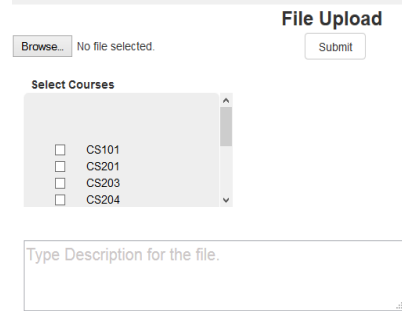 File Upload
Browse... No file selected.
Submit
Select Courses
CS101
CS201
CS203
CS204
Type Description for the file.